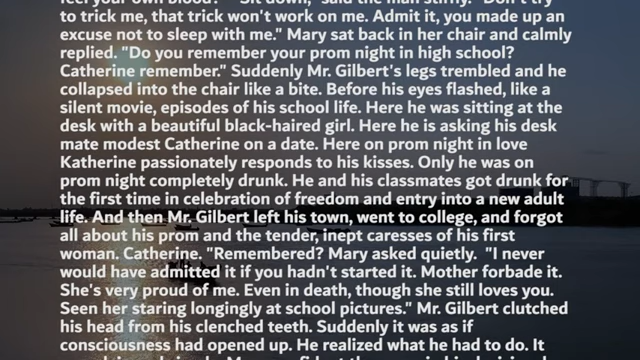 feel your own blood?" "Sit down," said the man stiffly. "Don't try
to trick me, that trick won't work on me. Admit it, you made up an
excuse not to sleep with me." Mary sat back in her chair and calmly
replied. "Do you remember your prom night in high school?
Catherine remember." Suddenly Mr. Gilbert's legs trembled and he
collapsed into the chair like a bite. Before his eyes flashed, like a
silent movie, episodes of his school life. Here he was sitting at the
desk with a beautiful black-haired girl. Here he is asking his desk
mate modest Catherine on a date. Here on prom night in love
Katherine passionately responds to his kisses. Only he was on
prom night completely drunk. He and his classmates got drunk for
the first time in celebration of freedom and entry into a new adult
life. And then Mr. Gilbert left his town, went to college, and forgot
all about his prom and the tender, inept caresses of his first
woman. Catherine. "Remembered? Mary asked quietly.  "I never
would have admitted it if you hadn't started it. Mother forbade it.
She's very proud of me. Even in death, though she still loves you.
Seen her staring longingly at school pictures." Mr. Gilbert clutched
his head from his clenched teeth. Suddenly it was as if
consciousness had opened up. He realized what he had to do. It